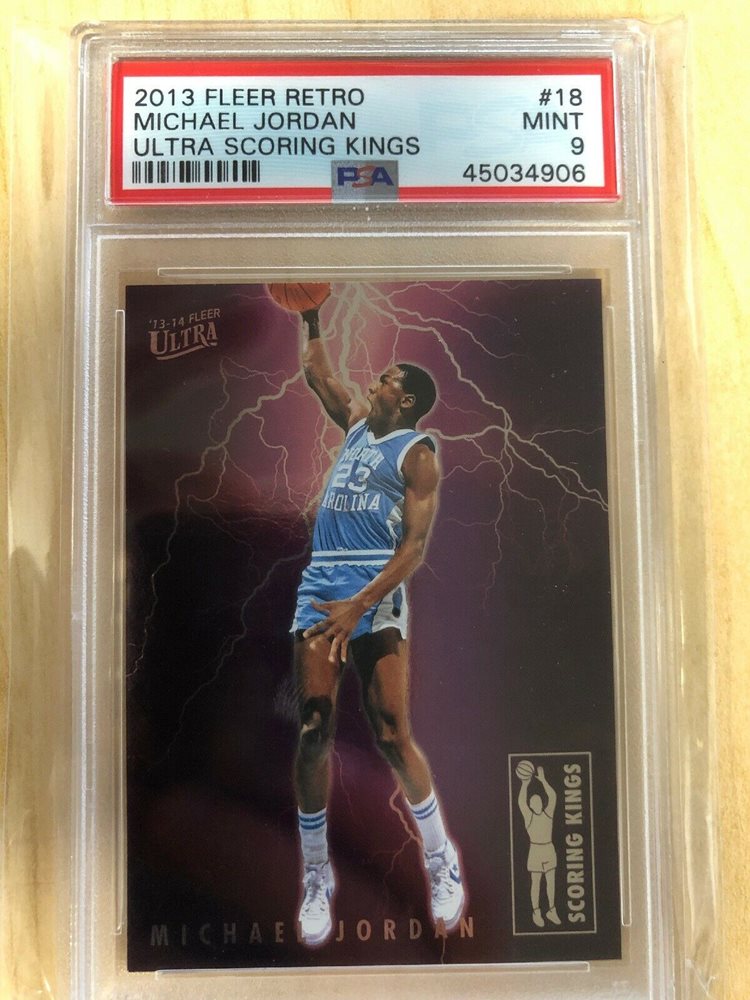 2013 FLEER RETRO #18
MICHAEL JORDAN MINT
ULTRA SCORING KINGS 9
PSA 45034906
'13-14 FLEER
ULTRA
NORTH
23
CAROLINA
SCORING KINGS
MICHAEL JORDAN